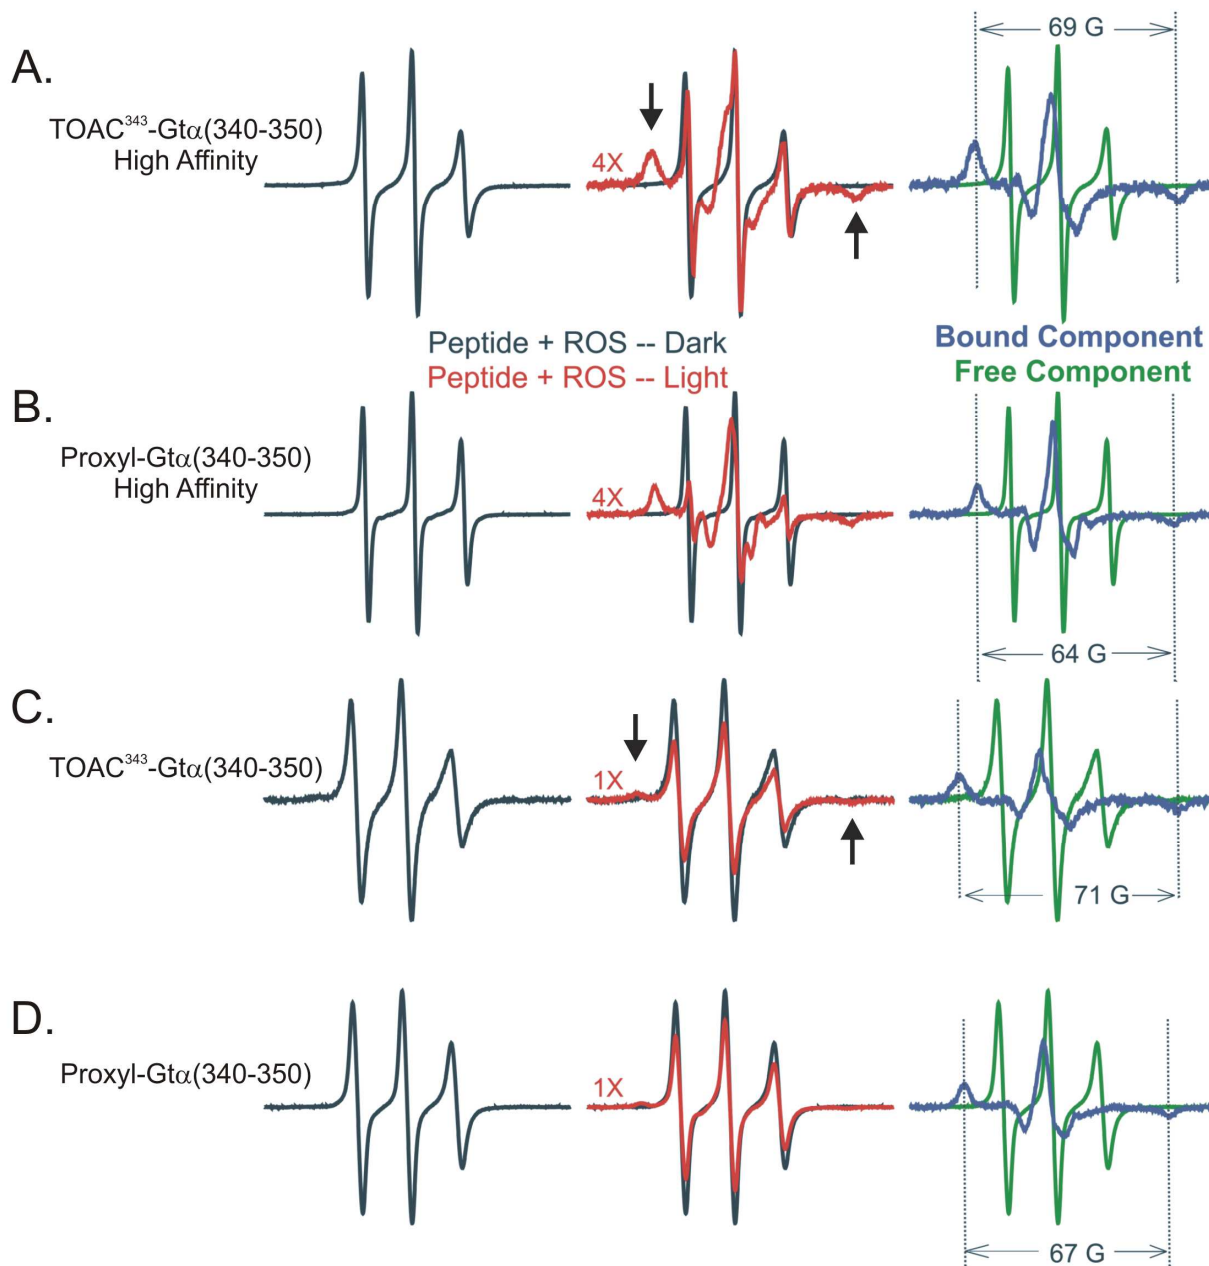 A.
TOAC³⁴³-Gtα(340-350)
High Affinity
4X
69 G
Peptide + ROS -- Dark
Peptide + ROS -- Light
Bound Component
Free Component
B.
Proxyl-Gtα(340-350)
High Affinity
4X
64 G
C.
TOAC³⁴³-Gtα(340-350)
1X
71 G
D.
Proxyl-Gtα(340-350)
1X
67 G